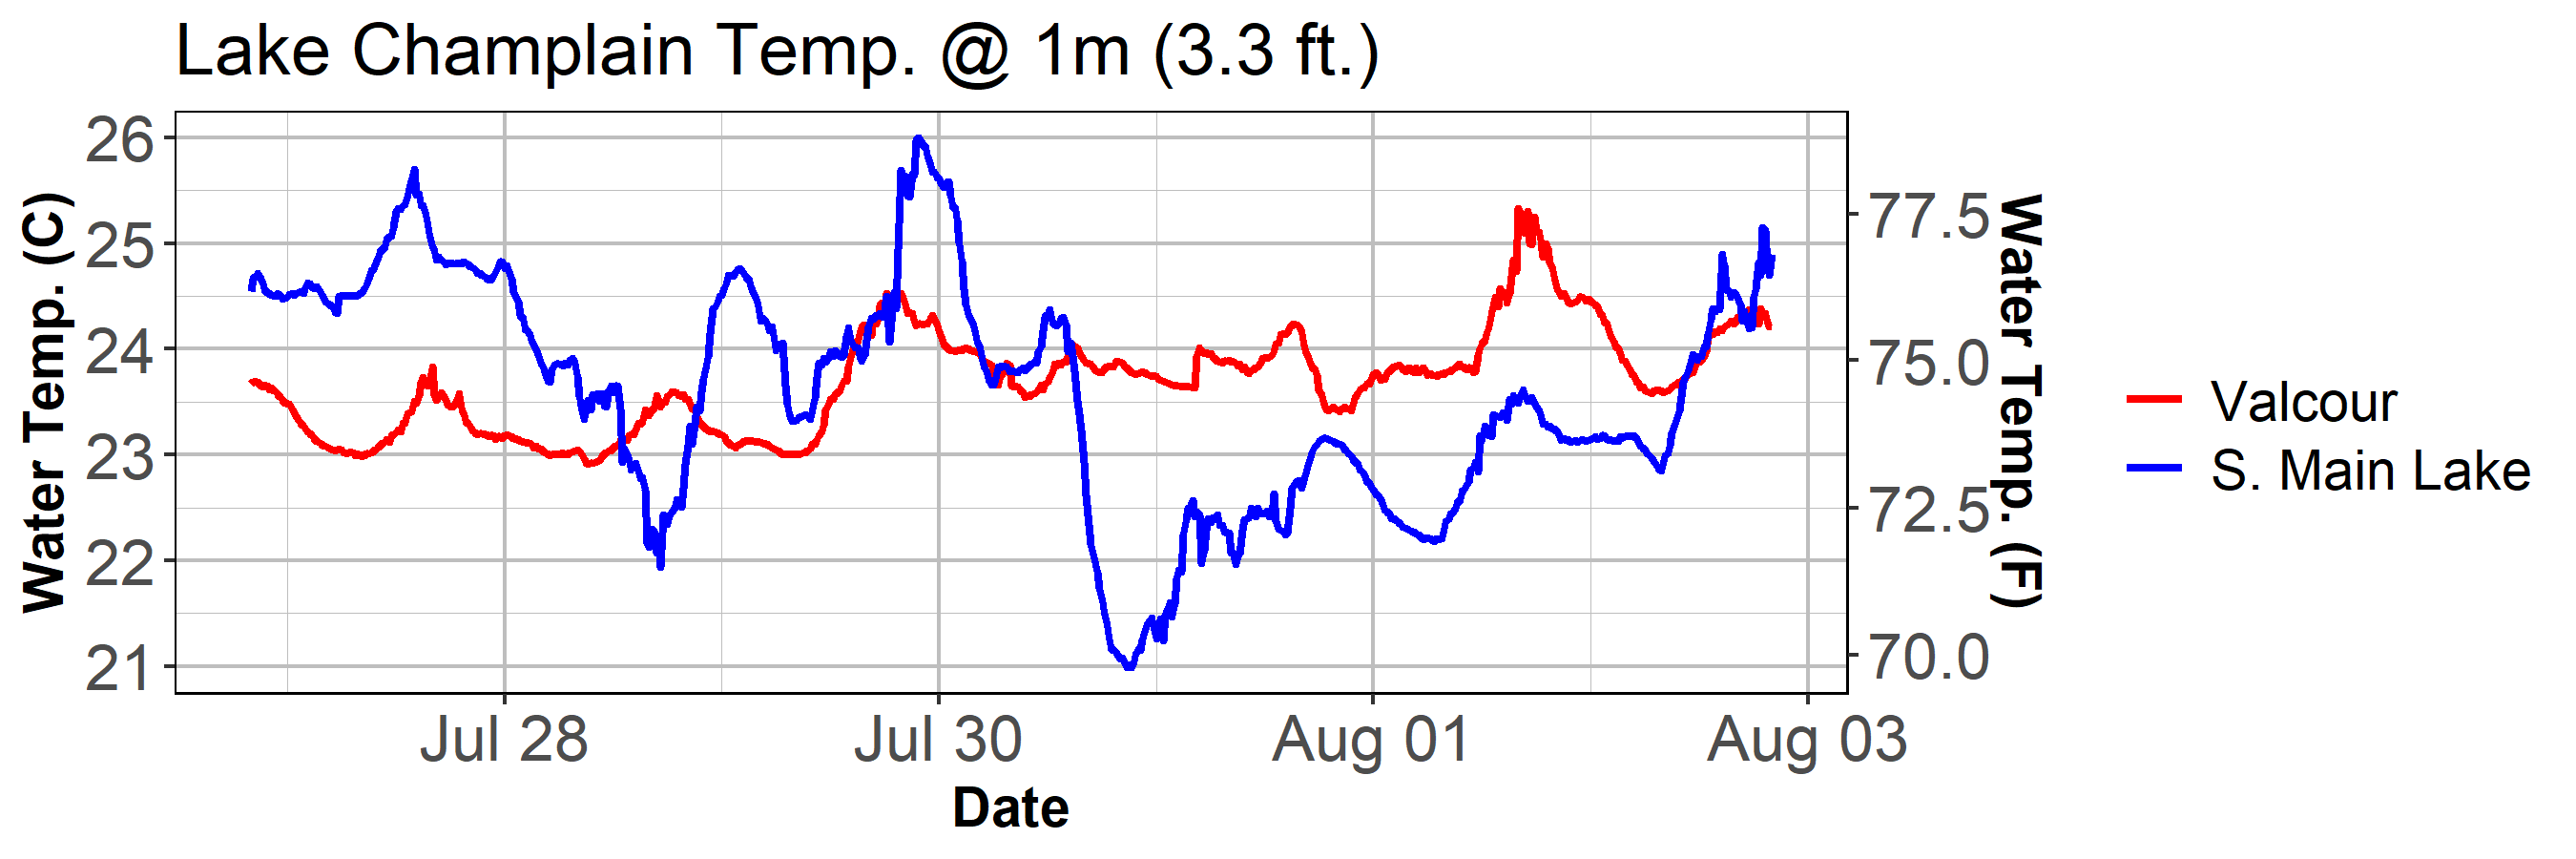 Lake Champlain Temp. @ 1m (3.3 ft.)
Water Temp. (C)
26
25
24
23
22
21
77.5
75.0
72.5
70.0
Water Temp. (F)
Jul 28
Jul 30
Aug 01
Aug 03
Date
Valcour
S. Main Lake